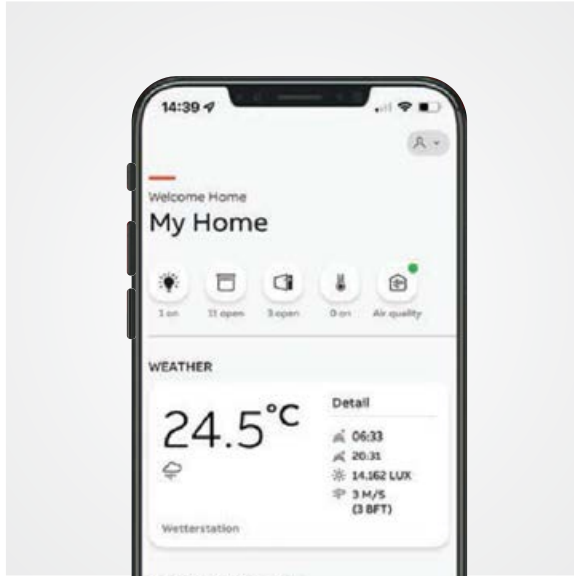 14:39
Welcome Home
My Home
1 on
11 open
3 open
0 on
Air quality
WEATHER
24.5°C
Detail
06:33
20:31
14,162 LUX
3 M/S
(3 BFT)
Wetterstation